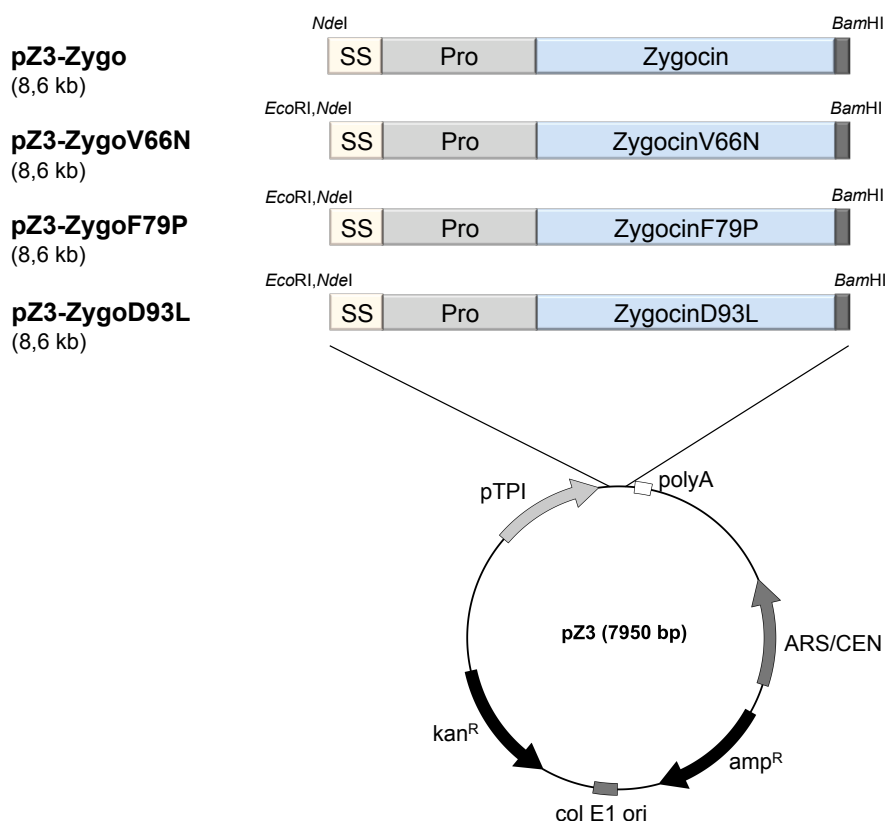 NdeI
BamHI
pZ3-Zygo
(8,6 kb)
SS
Pro
Zygocin
EcoRI,NdeI
BamHI
pZ3-ZygoV66N
(8,6 kb)
SS
Pro
ZygocinV66N
EcoRI,NdeI
BamHI
pZ3-ZygoF79P
(8,6 kb)
SS
Pro
ZygocinF79P
EcoRI,NdeI
BamHI
pZ3-ZygoD93L
(8,6 kb)
SS
Pro
ZygocinD93L
pTPI
polyA
pZ3 (7950 bp)
ARS/CEN
kanR
ampR
col E1 ori